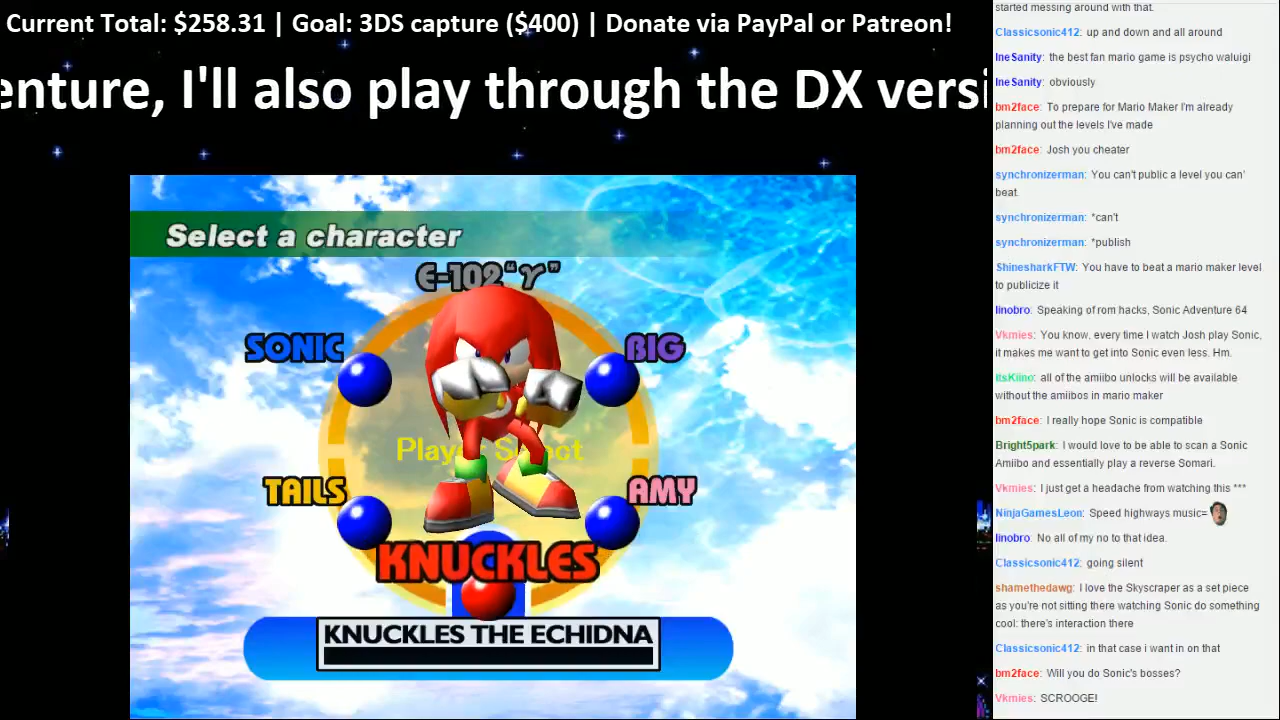 Current Total: $258.31 | Goal: 3DS capture ($400) | Donate via PayPal or Patreon!
enture, I'll also play through the DX versi
Select a character
E-102 "γ"
SONIC
BIG
Player Select
TAILS
AMY
KNUCKLES
KNUCKLES THE ECHIDNA
started messing around with that.
Classicsonic412: up and down and all around
IneSanity: the best fan mario game is psycho waluigi
IneSanity: obviously
bm2face: To prepare for Mario Maker I'm already
planning out the levels I've made
bm2face: Josh you cheater
synchronizerman: You can't public a level you can'
beat.
synchronizerman: *can't
synchronizerman: *publish
ShinesharkFTW: You have to beat a mario maker level
to publicize it
linobro: Speaking of rom hacks, Sonic Adventure 64
Vkmies: You know, every time I watch Josh play Sonic,
it makes me want to get into Sonic even less. Hm.
itsKiino: all of the amiibo unlocks will be available
without the amiibos in mario maker
bm2face: I really hope Sonic is compatible
Bright5park: I would love to be able to scan a Sonic
Amiibo and essentially play a reverse Somari.
Vkmies: I just get a headache from watching this ***
NinjaGamesLeon: Speed highways music=
linobro: No all of my no to that idea.
Classicsonic412: going silent
shamethedawg: I love the Skyscraper as a set piece
as you're not sitting there watching Sonic do something
cool: there's interaction there
Classicsonic412: in that case i want in on that
bm2face: Will you do Sonic's bosses?
Vkmies: SCROOGE!